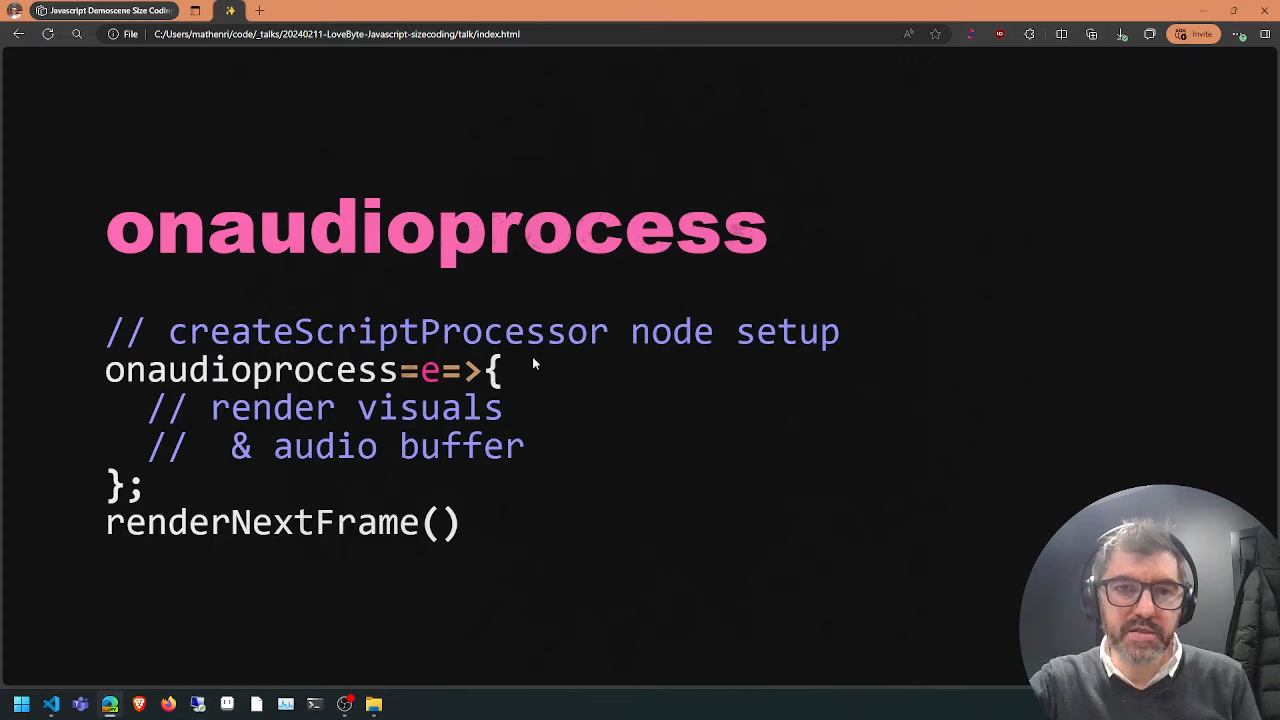 Javascript Demoscene Size Codin
File
C:/Users/mathenri/code/_talks/20240211-LoveByte-Javascript-sizecoding/talk/index.html
Invite
onaudioprocess
// createScriptProcessor node setup
onaudioprocess=e=>{
// render visuals
// & audio buffer
};
renderNextFrame()